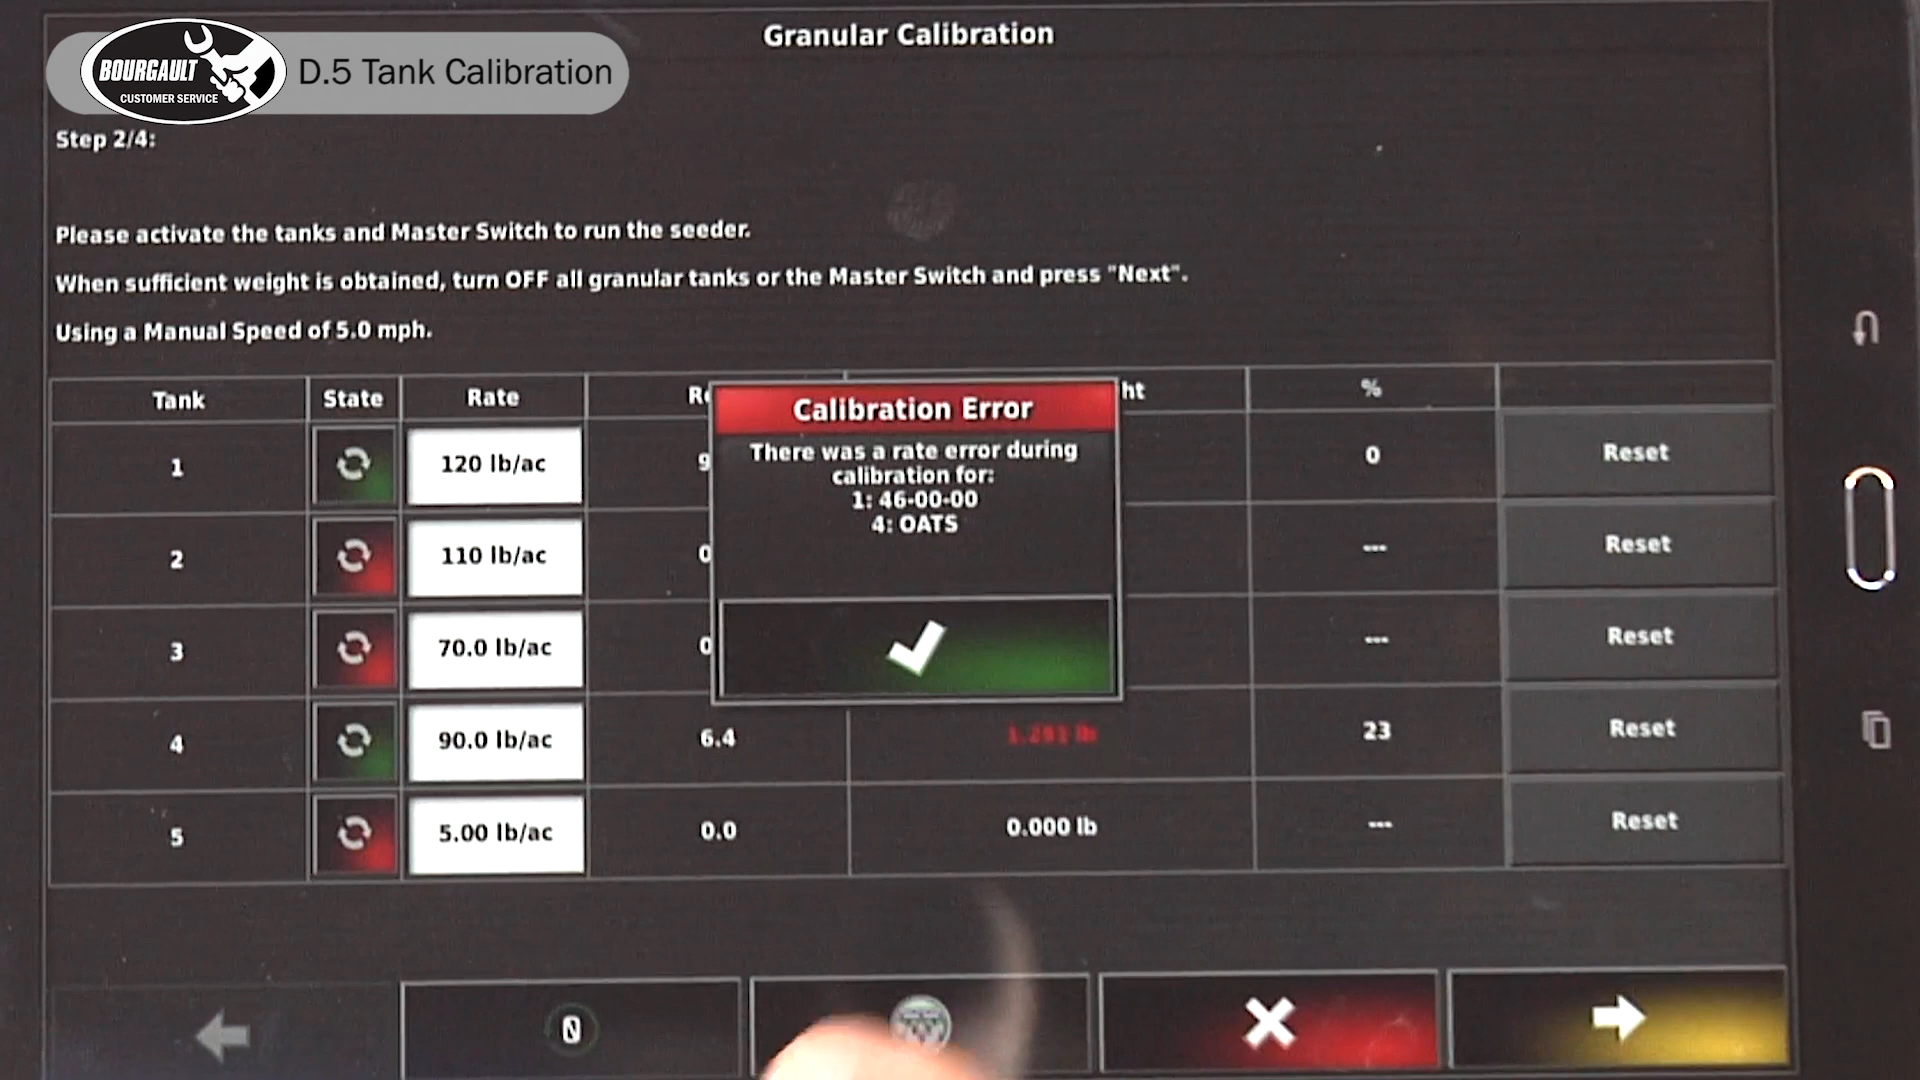 BOURGAULT
CUSTOMER SERVICE
D.5 Tank Calibration
Granular Calibration
Step 2/4:
Please activate the tanks and Master Switch to run the seeder.
When sufficient weight is obtained, turn OFF all granular tanks or the Master Switch and press "Next".
Using a Manual Speed of 5.0 mph.
Tank State Rate ht %
1 120 lb/ac 9 0 Reset
2 110 lb/ac 0 --- Reset
3 70.0 lb/ac 0 --- Reset
4 90.0 lb/ac 6.4 23 Reset
5 5.00 lb/ac 0.0 0.000 lb --- Reset
Calibration Error
There was a rate error during
calibration for:
1: 46-00-00
4: OATS
0